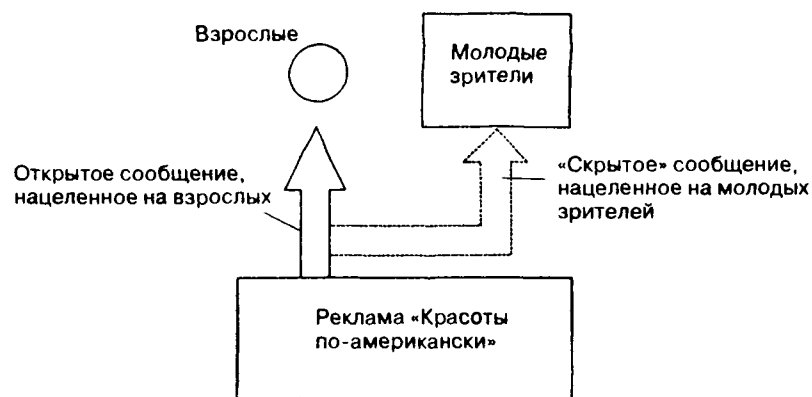 Взрослые
Молодые
зрители
Открытое сообщение,
нацеленное на взрослых
«Скрытое» сообщение,
нацеленное на молодых
зрителей
Реклама «Красоты
по-американски»